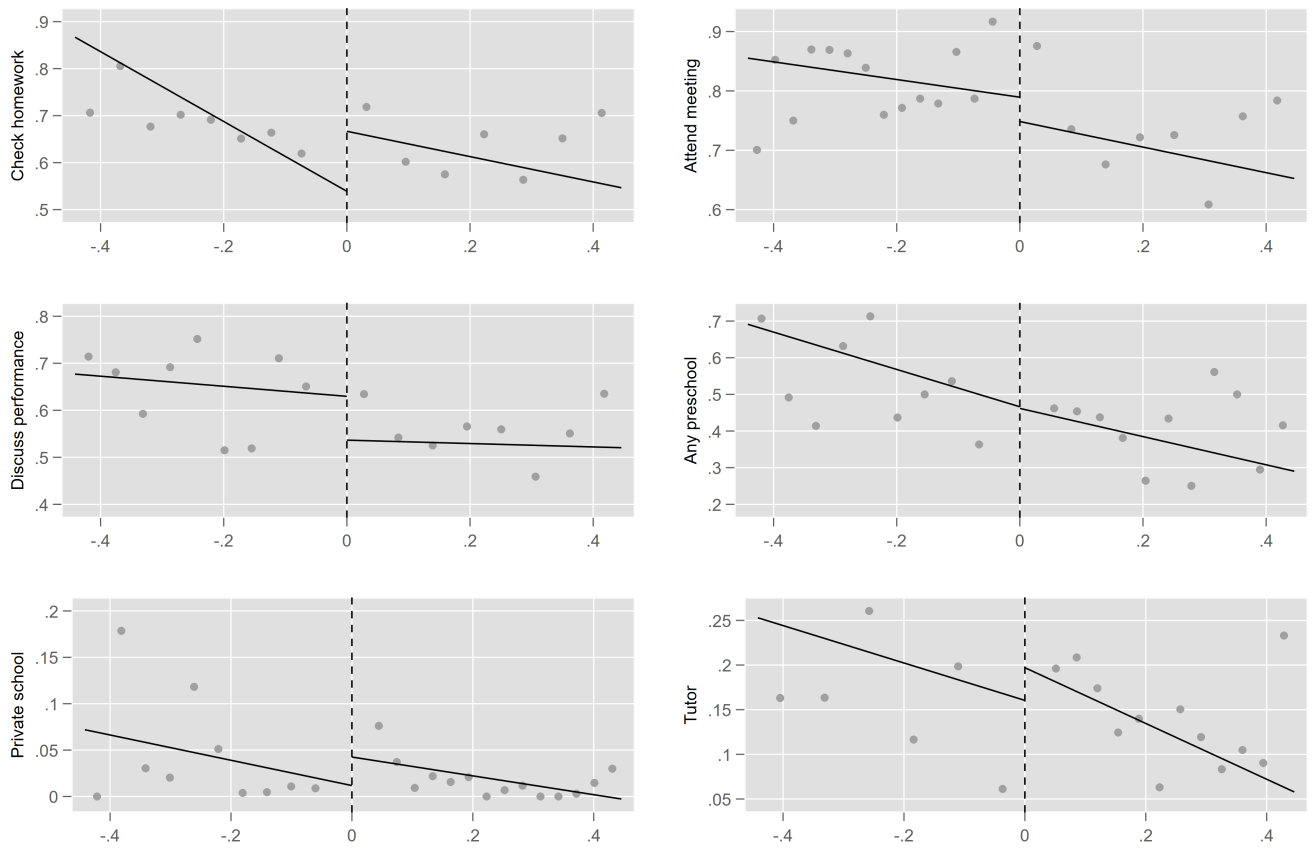 Check homework
.9
.8
.7
.6
.5
-.4 -.2 0 .2 .4
Attend meeting
.9
.8
.7
.6
-.4 -.2 0 .2 .4
Discuss performance
.8
.7
.6
.5
.4
-.4 -.2 0 .2 .4
Any preschool
.7
.6
.5
.4
.3
.2
-.4 -.2 0 .2 .4
Private school
.2
.15
.1
.05
0
-.4 -.2 0 .2 .4
Tutor
.25
.2
.15
.1
.05
-.4 -.2 0 .2 .4